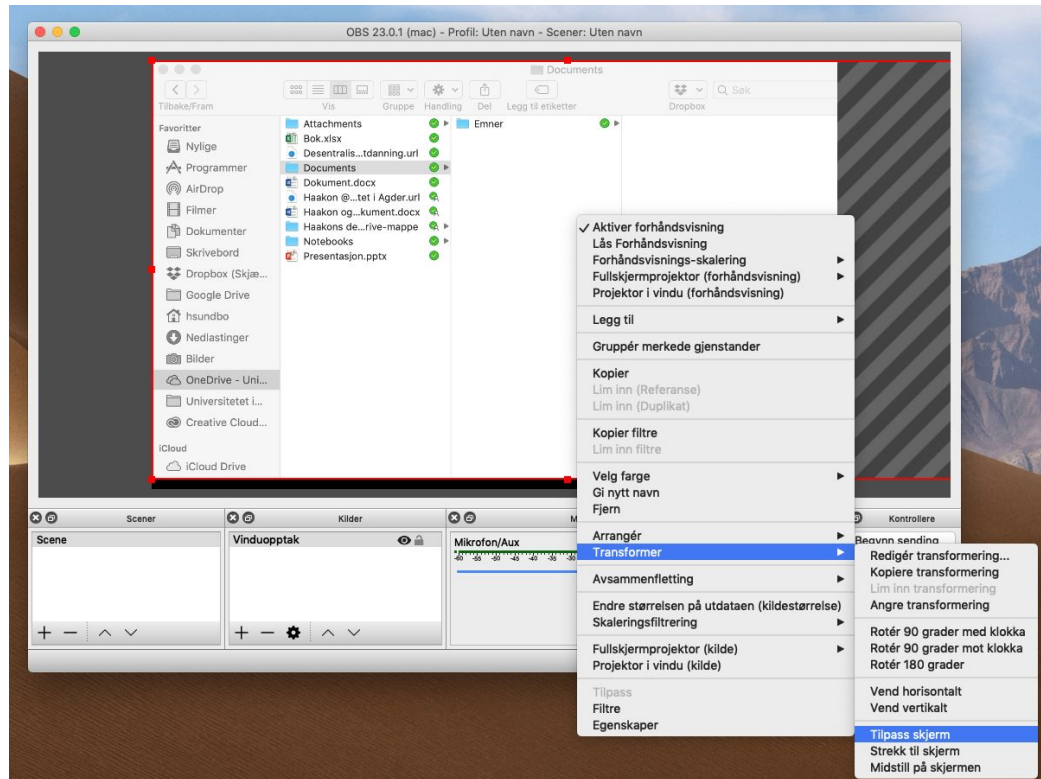 OBS 23.0.1 (mac) - Profil: Uten navn - Scener: Uten navn
Documents
Tilbake/Fram
Vis
Gruppe
Handling
Del
Legg til etiketter
Dropbox
Søk
Favoritter
Nylige
Programmer
AirDrop
Filmer
Dokumenter
Skrivebord
Dropbox (Skjæ...
Google Drive
hsundbo
Nedlastinger
Bilder
OneDrive - Uni...
Universitetet i...
Creative Cloud...
iCloud
iCloud Drive
Attachments
Bok.xlsx
Desentralis...tdanning.url
Documents
Dokument.docx
Haakon @...tet i Agder.url
Haakon og...kument.docx
Haakons de...rive-mappe
Notebooks
Presentasjon.pptx
Emner
Aktiver forhåndsvisning
Lås Forhåndsvisning
Forhåndsvisnings-skalering
Fullskjermprojektor (forhåndsvisning)
Projektor i vindu (forhåndsvisning)
Legg til
Gruppér merkede gjenstander
Kopier
Lim inn (Referanse)
Lim inn (Duplikat)
Kopier filtre
Lim inn filtre
Velg farge
Gi nytt navn
Fjern
Arrangér
Transformer
Avsammenfletting
Endre størrelsen på utdataen (kildestørrelse)
Skaleringsfiltrering
Fullskjermprojektor (kilde)
Projektor i vindu (kilde)
Tilpass
Filtre
Egenskaper
Redigér transformering...
Kopiere transformering
Lim inn transformering
Angre transformering
Rotér 90 grader med klokka
Rotér 90 grader mot klokka
Rotér 180 grader
Vend horisontalt
Vend vertikalt
Tilpass skjerm
Strekk til skjerm
Midstill på skjermen
Scener
Scene
Kilder
Vinduopptak
M
Mikrofon/Aux
-60 -55 -50 -45 -40 -35
Kontrollere
Begynn sending